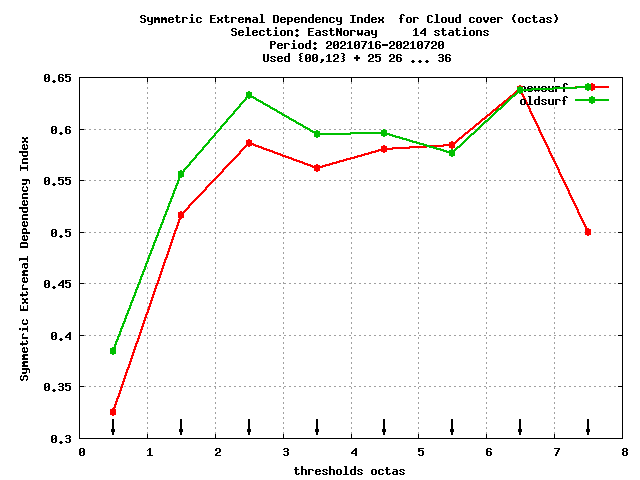 Symmetric Extremal Dependency Index  for Cloud cover (octas)
Selection: EastNorway     14 stations
Period: 20210716-20210720
Used {00,12} + 25 26 ... 36
newsurf
oldsurf
Symmetric Extremal Dependency Index
0.65
0.6
0.55
0.5
0.45
0.4
0.35
0.3
0 1 2 3 4 5 6 7 8
thresholds octas